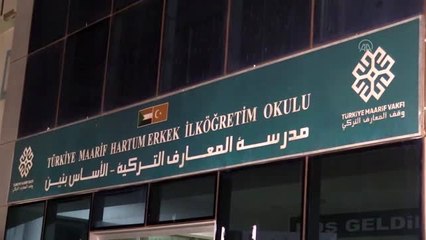 TÜRKİYE MAARİF HARTUM ERKEK İLKÖĞRETİM OKULU
مدرسة المعارف التركية - الأساس بنين
TÜRKİYE MAARİF VAKFI
وقف المعارف التركي
GELDİ